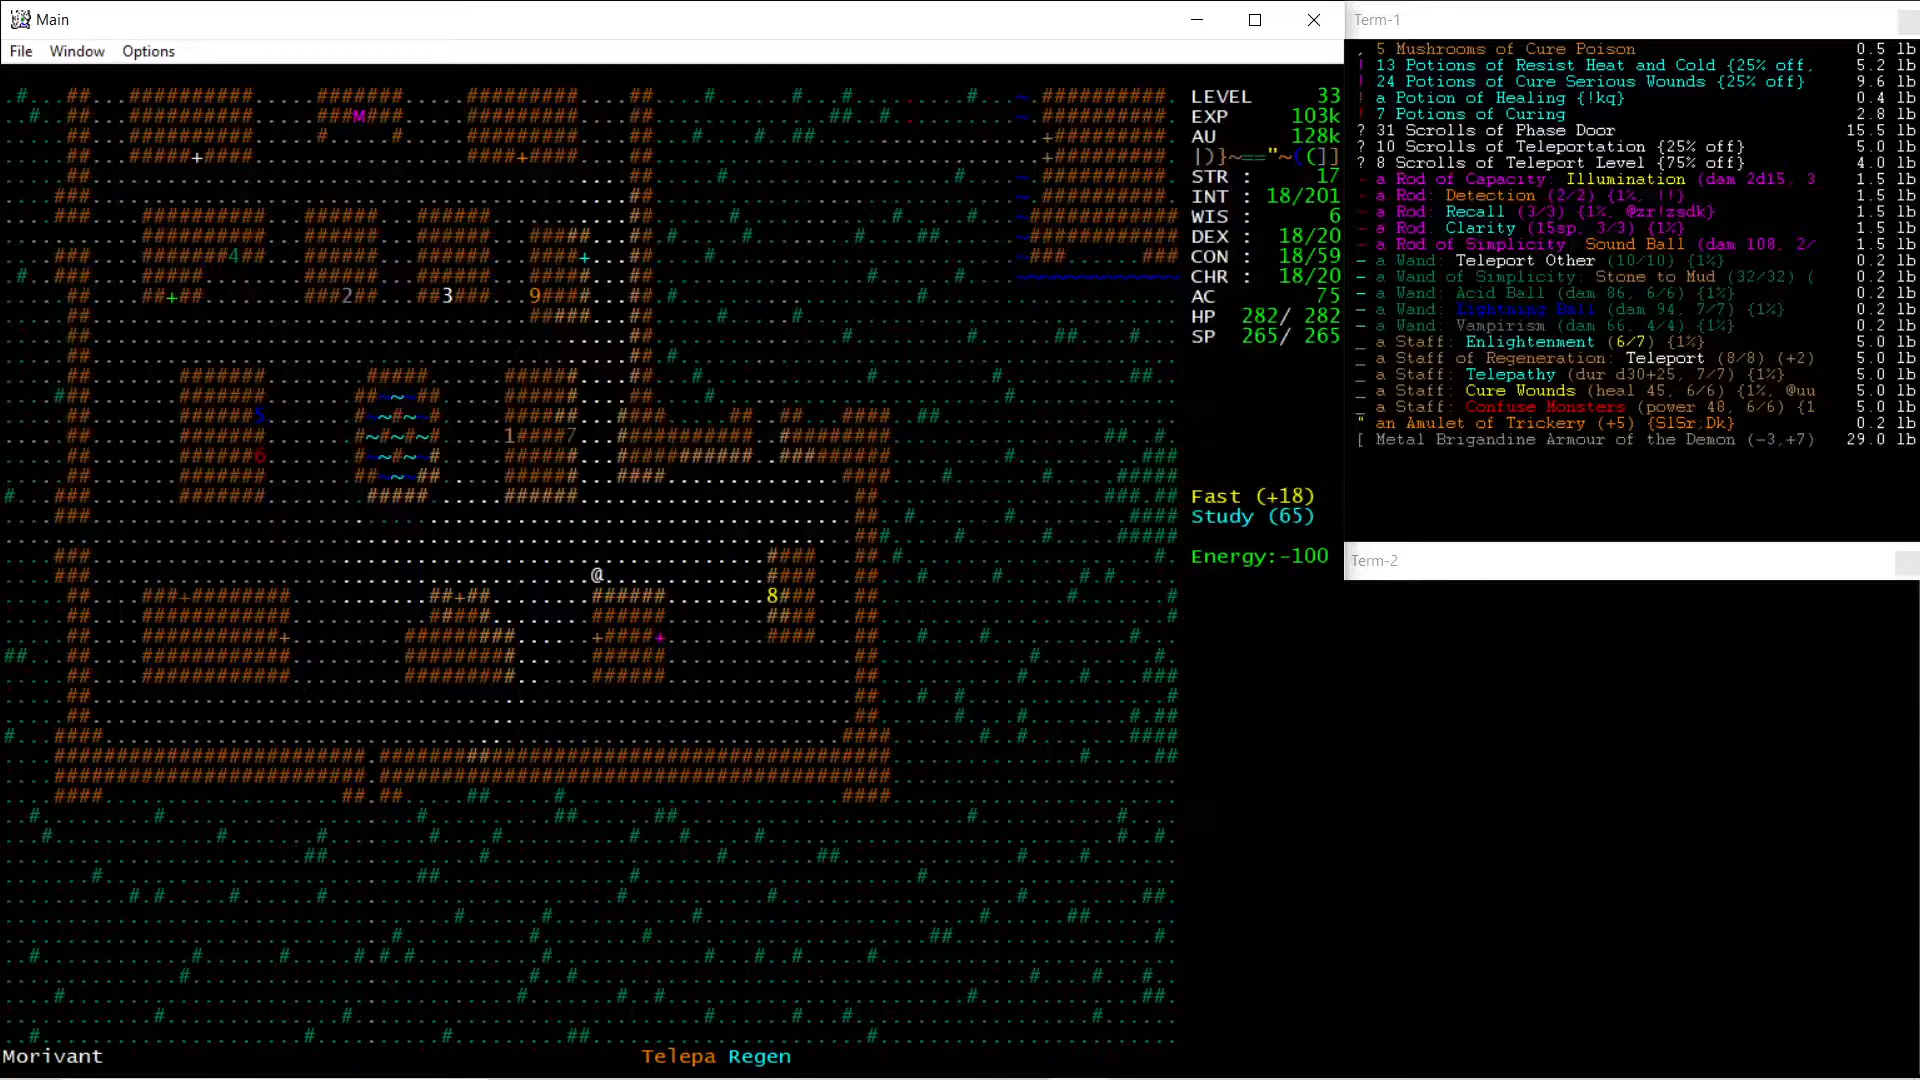 Main
File Window Options
LEVEL 33
EXP 103k
AU 128k
|)}~=="~((]]
STR : 17
INT : 18/201
WIS : 6
DEX : 18/20
CON : 18/59
CHR : 18/20
AC 75
HP 282/ 282
SP 265/ 265
Fast (+18)
Study (65)
Energy:-100
M
4
2
3
9
5
1
7
6
@
8
Morivant
Telepa Regen
Term-1
, 5 Mushrooms of Cure Poison 0.5 lb
! 13 Potions of Resist Heat and Cold {25% off, 5.2 lb
! 24 Potions of Cure Serious Wounds {25% off} 9.6 lb
! a Potion of Healing {!kq} 0.4 lb
! 7 Potions of Curing 2.8 lb
? 31 Scrolls of Phase Door 15.5 lb
? 10 Scrolls of Teleportation {25% off} 5.0 lb
? 8 Scrolls of Teleport Level {75% off} 4.0 lb
- a Rod of Capacity: Illumination (dam 2d15, 3 1.5 lb
- a Rod: Detection (2/2) {1%, !!} 1.5 lb
- a Rod: Recall (3/3) {1%, @zr!zsdk} 1.5 lb
- a Rod: Clarity (15sp, 3/3) {1%} 1.5 lb
- a Rod of Simplicity: Sound Ball (dam 108, 2/ 1.5 lb
- a Wand: Teleport Other (10/10) {1%} 0.2 lb
- a Wand of Simplicity: Stone to Mud (32/32) ( 0.2 lb
- a Wand: Acid Ball (dam 86, 6/6) {1%} 0.2 lb
- a Wand: Lightning Ball (dam 94, 7/7) {1%} 0.2 lb
- a Wand: Vampirism (dam 66, 4/4) {1%} 0.2 lb
_ a Staff: Enlightenment (6/7) {1%} 5.0 lb
_ a Staff of Regeneration: Teleport (8/8) (+2) 5.0 lb
_ a Staff: Telepathy (dur d30+25, 7/7) {1%} 5.0 lb
_ a Staff: Cure Wounds (heal 45, 6/6) {1%, @uu 5.0 lb
_ a Staff: Confuse Monsters (power 48, 6/6) {1 5.0 lb
" an Amulet of Trickery (+5) {SlSr;Dk} 0.2 lb
[ Metal Brigandine Armour of the Demon (-3,+7) 29.0 lb
Term-2